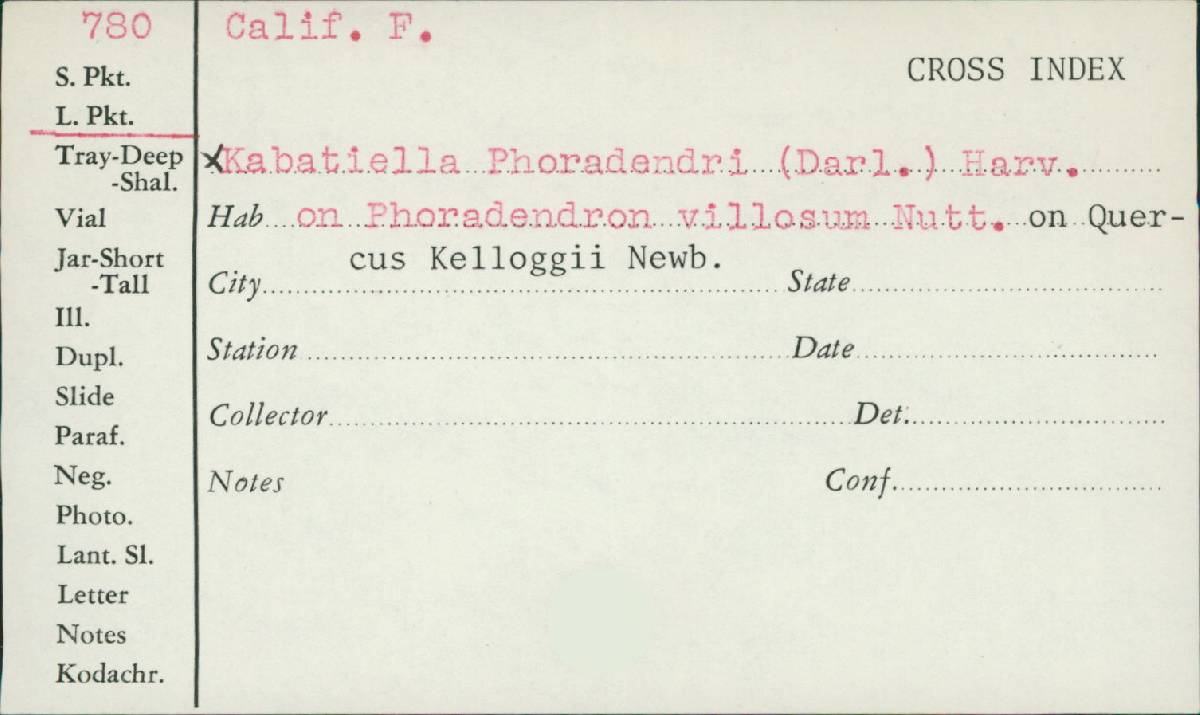 780 Calif. F.
CROSS INDEX
S. Pkt.
L. Pkt.
Tray-Deep
-Shal.
Vial
Jar-Short
-Tall
Ill.
Dupl.
Slide
Paraf.
Neg.
Photo.
Lant. Sl.
Letter
Notes
Kodachr.
xKabatiella Phoradendri (Darl.) Harv.
Hab on Phoradendron villosum Nutt. on Quer-
cus Kelloggii Newb.
City State
Station Date
Collector Det.
Notes Conf.